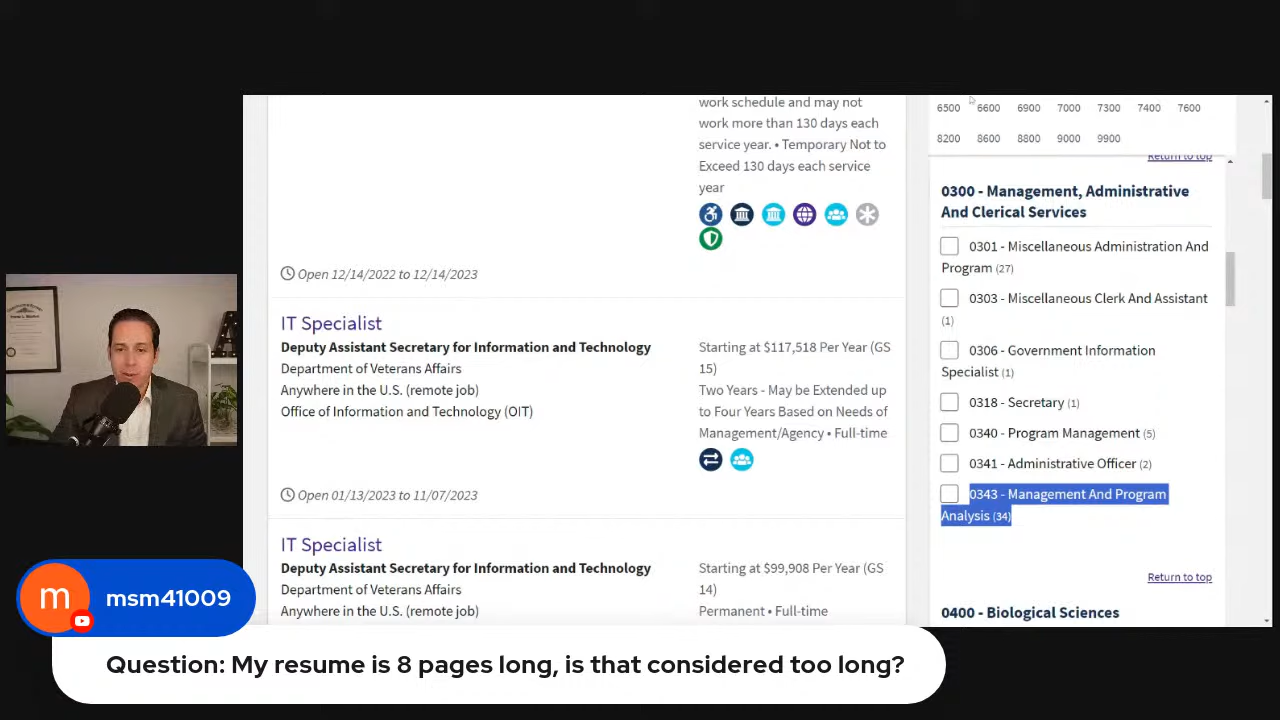 work schedule and may not
work more than 130 days each
service year. • Temporary Not to
Exceed 130 days each service
year
Open 12/14/2022 to 12/14/2023
IT Specialist
Deputy Assistant Secretary for Information and Technology
Department of Veterans Affairs
Anywhere in the U.S. (remote job)
Office of Information and Technology (OIT)
Starting at $117,518 Per Year (GS
15)
Two Years - May be Extended up
to Four Years Based on Needs of
Management/Agency • Full-time
Open 01/13/2023 to 11/07/2023
IT Specialist
Deputy Assistant Secretary for Information and Technology
Department of Veterans Affairs
Anywhere in the U.S. (remote job)
Starting at $99,908 Per Year (GS
14)
Permanent • Full-time
6500 6600 6900 7000 7300 7400 7600
8200 8600 8800 9000 9900
Return to top
0300 - Management, Administrative
And Clerical Services
0301 - Miscellaneous Administration And
Program (27)
0303 - Miscellaneous Clerk And Assistant
(1)
0306 - Government Information
Specialist (1)
0318 - Secretary (1)
0340 - Program Management (5)
0341 - Administrative Officer (2)
0343 - Management And Program
Analysis (34)
Return to top
0400 - Biological Sciences
m
msm41009
Question: My resume is 8 pages long, is that considered too long?